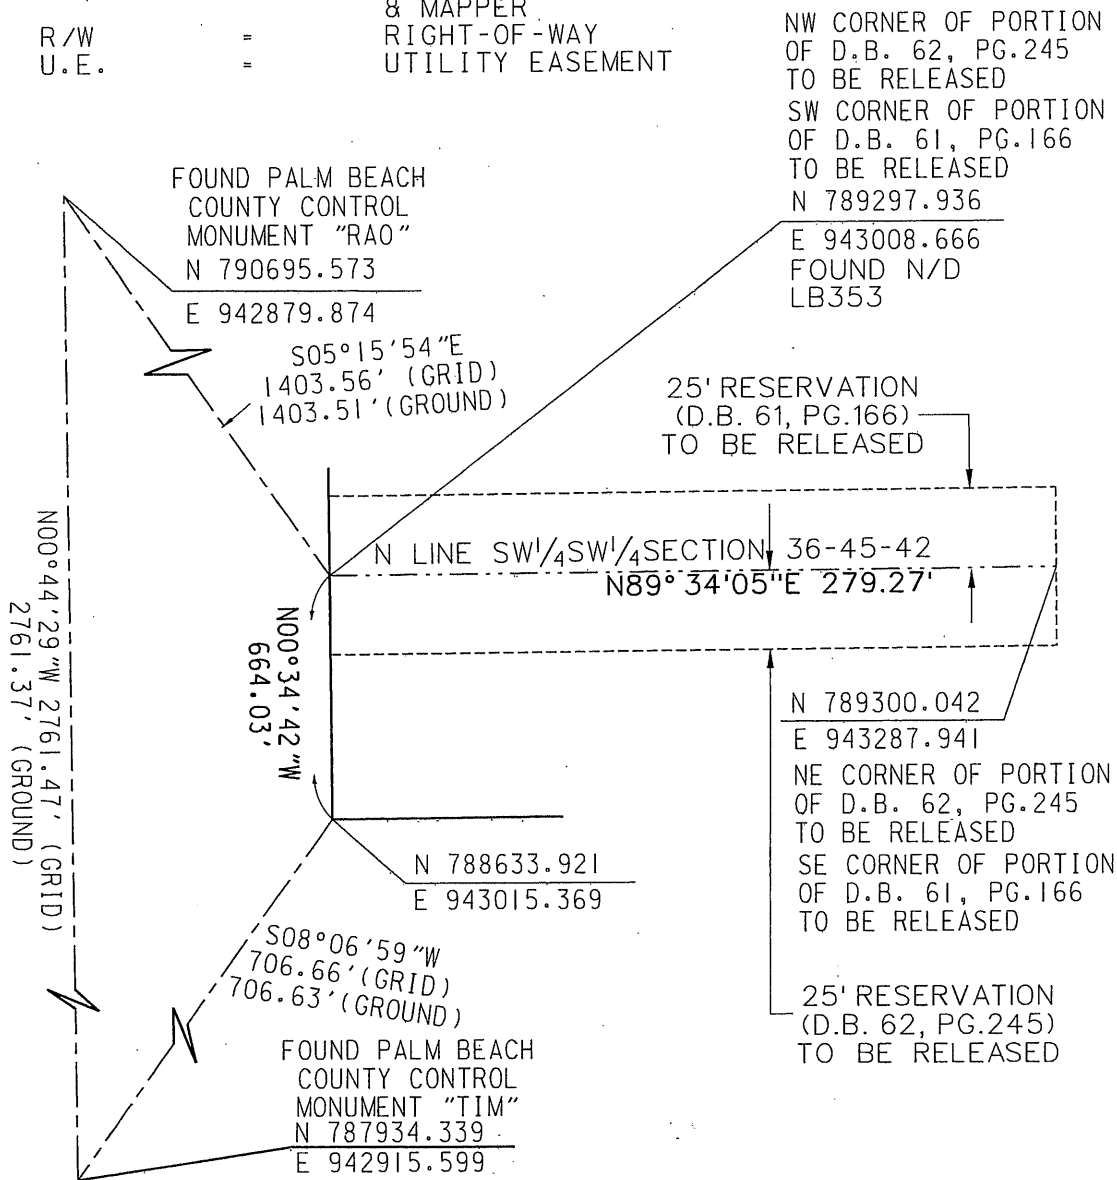 & MAPPER
R/W = RIGHT-OF-WAY
U.E. = UTILITY EASEMENT
NW CORNER OF PORTION
OF D.B. 62, PG.245
TO BE RELEASED
SW CORNER OF PORTION
OF D.B. 61, PG.166
TO BE RELEASED
N 789297.936
E 943008.666
FOUND N/D
LB353
FOUND PALM BEACH
COUNTY CONTROL
MONUMENT "RAO"
N 790695.573
E 942879.874
S05°15'54"E
1403.56' (GRID)
1403.51' (GROUND)
25' RESERVATION
(D.B. 61, PG.166)
TO BE RELEASED
N LINE SW1/4SW1/4SECTION 36-45-42
N89°34'05"E 279.27'
N00°44'29"W 2761.47' (GRID)
2761.37' (GROUND)
N00°34'42"W
664.03'
N 789300.042
E 943287.941
NE CORNER OF PORTION
OF D.B. 62, PG.245
TO BE RELEASED
SE CORNER OF PORTION
OF D.B. 61, PG.166
TO BE RELEASED
N 788633.921
E 943015.369
S08°06'59"W
706.66' (GRID)
706.63' (GROUND)
25' RESERVATION
(D.B. 62, PG.245)
TO BE RELEASED
FOUND PALM BEACH
COUNTY CONTROL
MONUMENT "TIM"
N 787934.339
E 942915.599